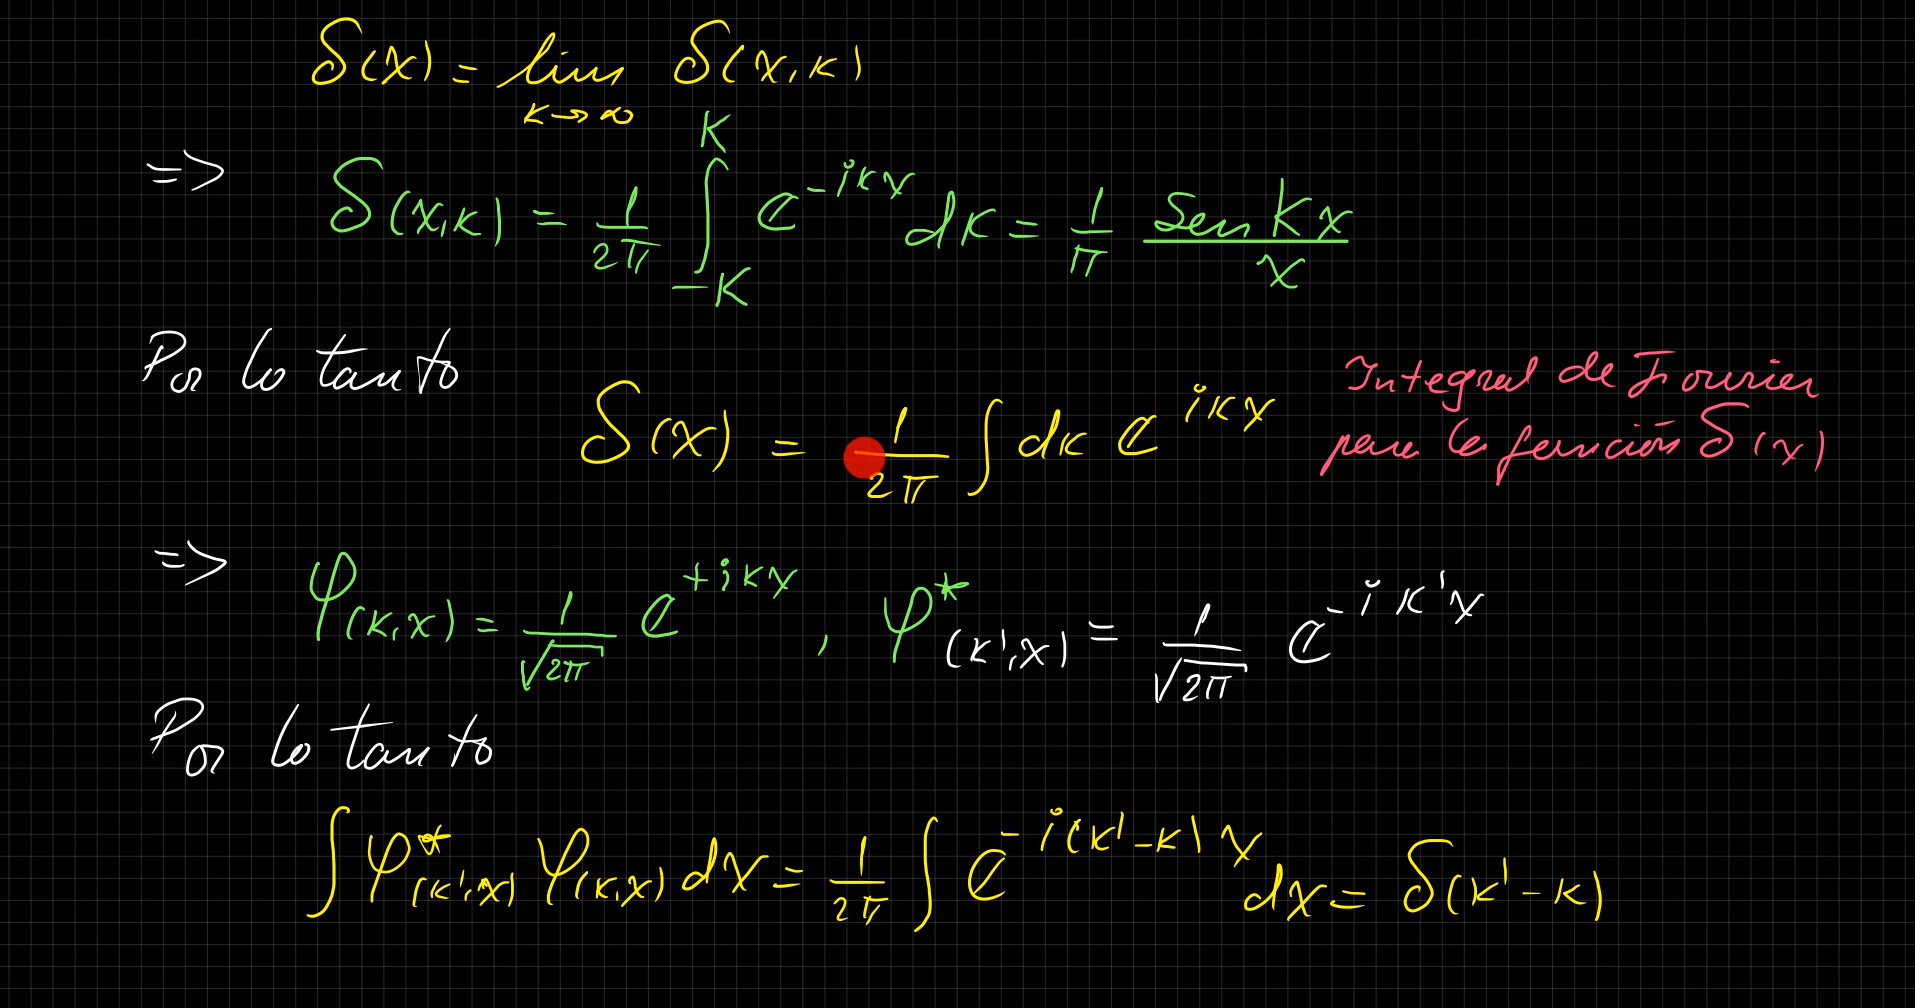 δ(x) = lim δ(x,k)
k→∞
=> δ(x,k) = 1/2π ∫_{-K}^{K} e^{-ikx} dk = 1/π sen Kx / x
Por lo tanto
δ(x) = 1/2π ∫ dk e^{ikx}
Integral de Fourier
para la función δ(x)
=> φ(k,x) = 1/√2π e^{+ikx} , φ*(k',x) = 1/√2π e^{-ik'x}
Por lo tanto
∫ φ*(k',x) φ(k,x) dx = 1/2π ∫ e^{-i(k'-k)x} dx = δ(k'-k)